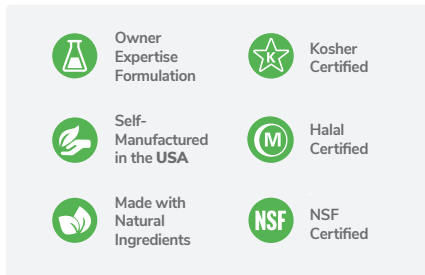 Owner
Expertise
Formulation
K
Kosher
Certified
Self-
Manufactured
in the USA
M
Halal
Certified
Made with
Natural
Ingredients
NSF
NSF
Certified